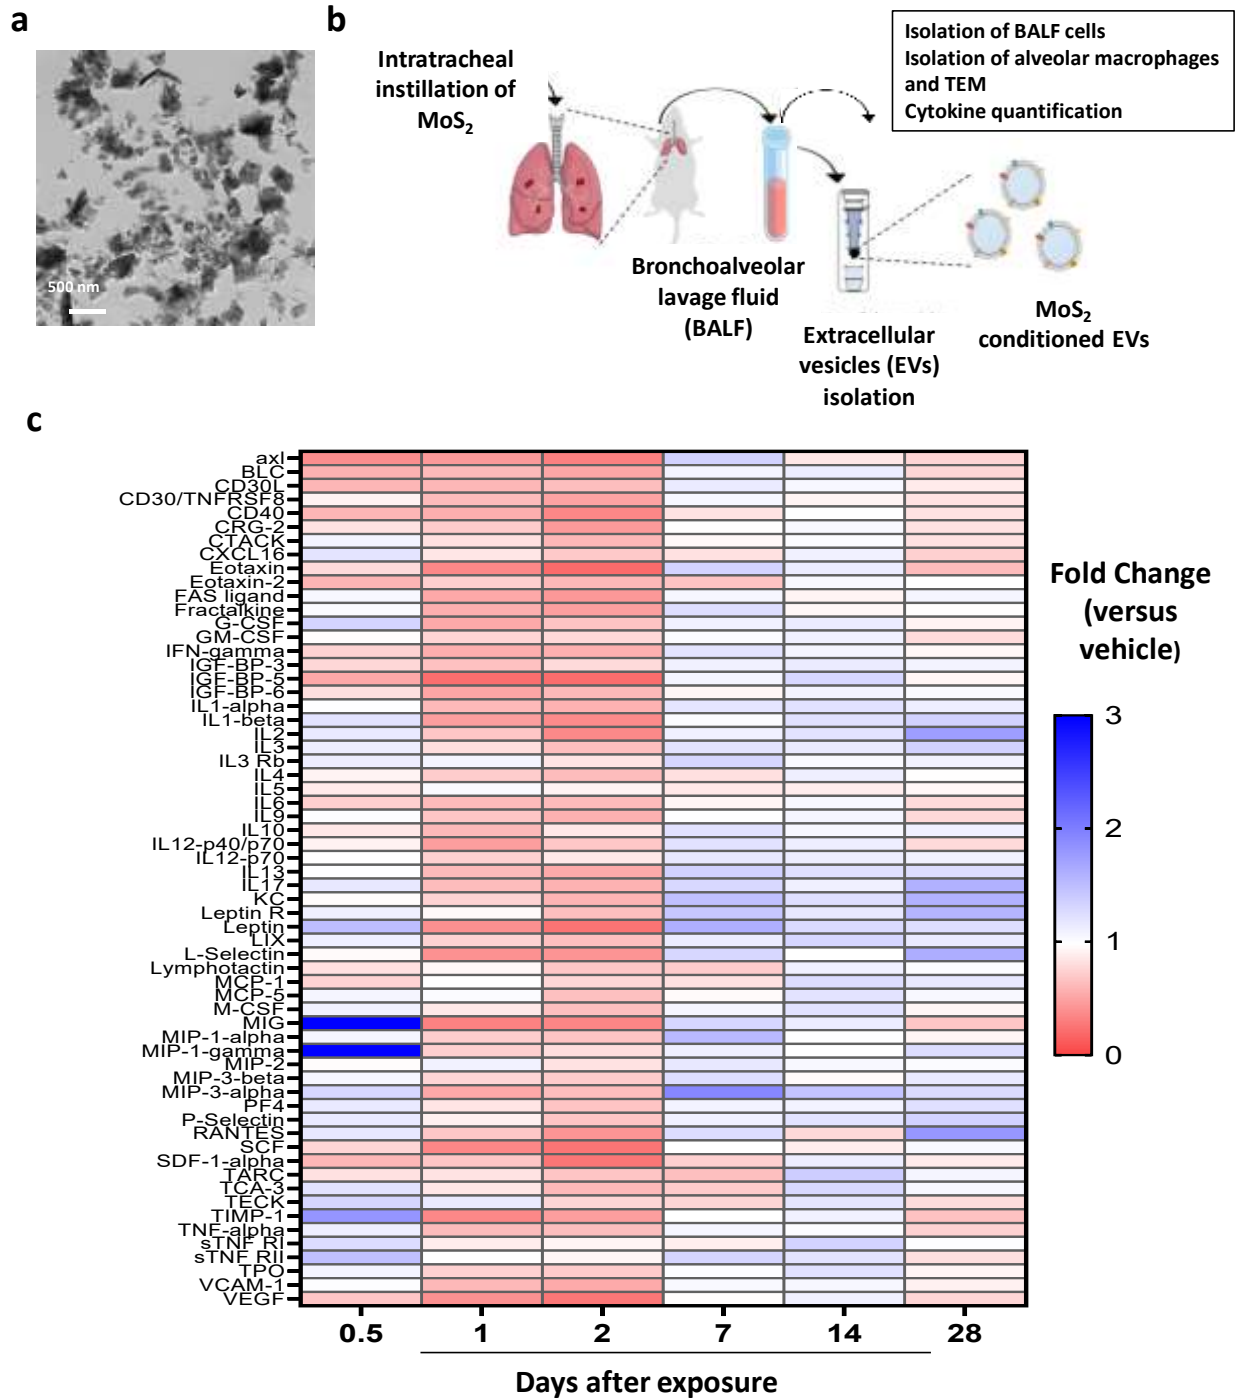 a
500 nm
b
Intratracheal
instillation of
MoS₂
Isolation of BALF cells
Isolation of alveolar macrophages
and TEM
Cytokine quantification
Bronchoalveolar
lavage fluid
(BALF)
Extracellular
vesicles (EVs)
isolation
MoS₂
conditioned EVs
c
axl
BLC
CD30L
CD30/TNFRSF8
CD40
CRG-2
CTACK
CXCL16
Eotaxin
Eotaxin-2
FAS ligand
Fractalkine
G-CSF
GM-CSF
IFN-gamma
IGF-BP-3
IGF-BP-5
IGF-BP-6
IL1-alpha
IL1-beta
IL2
IL3
IL3 Rb
IL4
IL5
IL6
IL9
IL10
IL12-p40/p70
IL12-p70
IL13
IL17
KC
Leptin R
Leptin
LIX
L-Selectin
Lymphotactin
MCP-1
MCP-5
M-CSF
MIG
MIP-1-alpha
MIP-1-gamma
MIP-2
MIP-3-beta
MIP-3-alpha
PF4
P-Selectin
RANTES
SCF
SDF-1-alpha
TARC
TCA-3
TECK
TIMP-1
TNF-alpha
sTNF RI
sTNF RII
TPO
VCAM-1
VEGF
0.5 1 2 7 14 28
Days after exposure
Fold Change
(versus
vehicle)
3
2
1
0